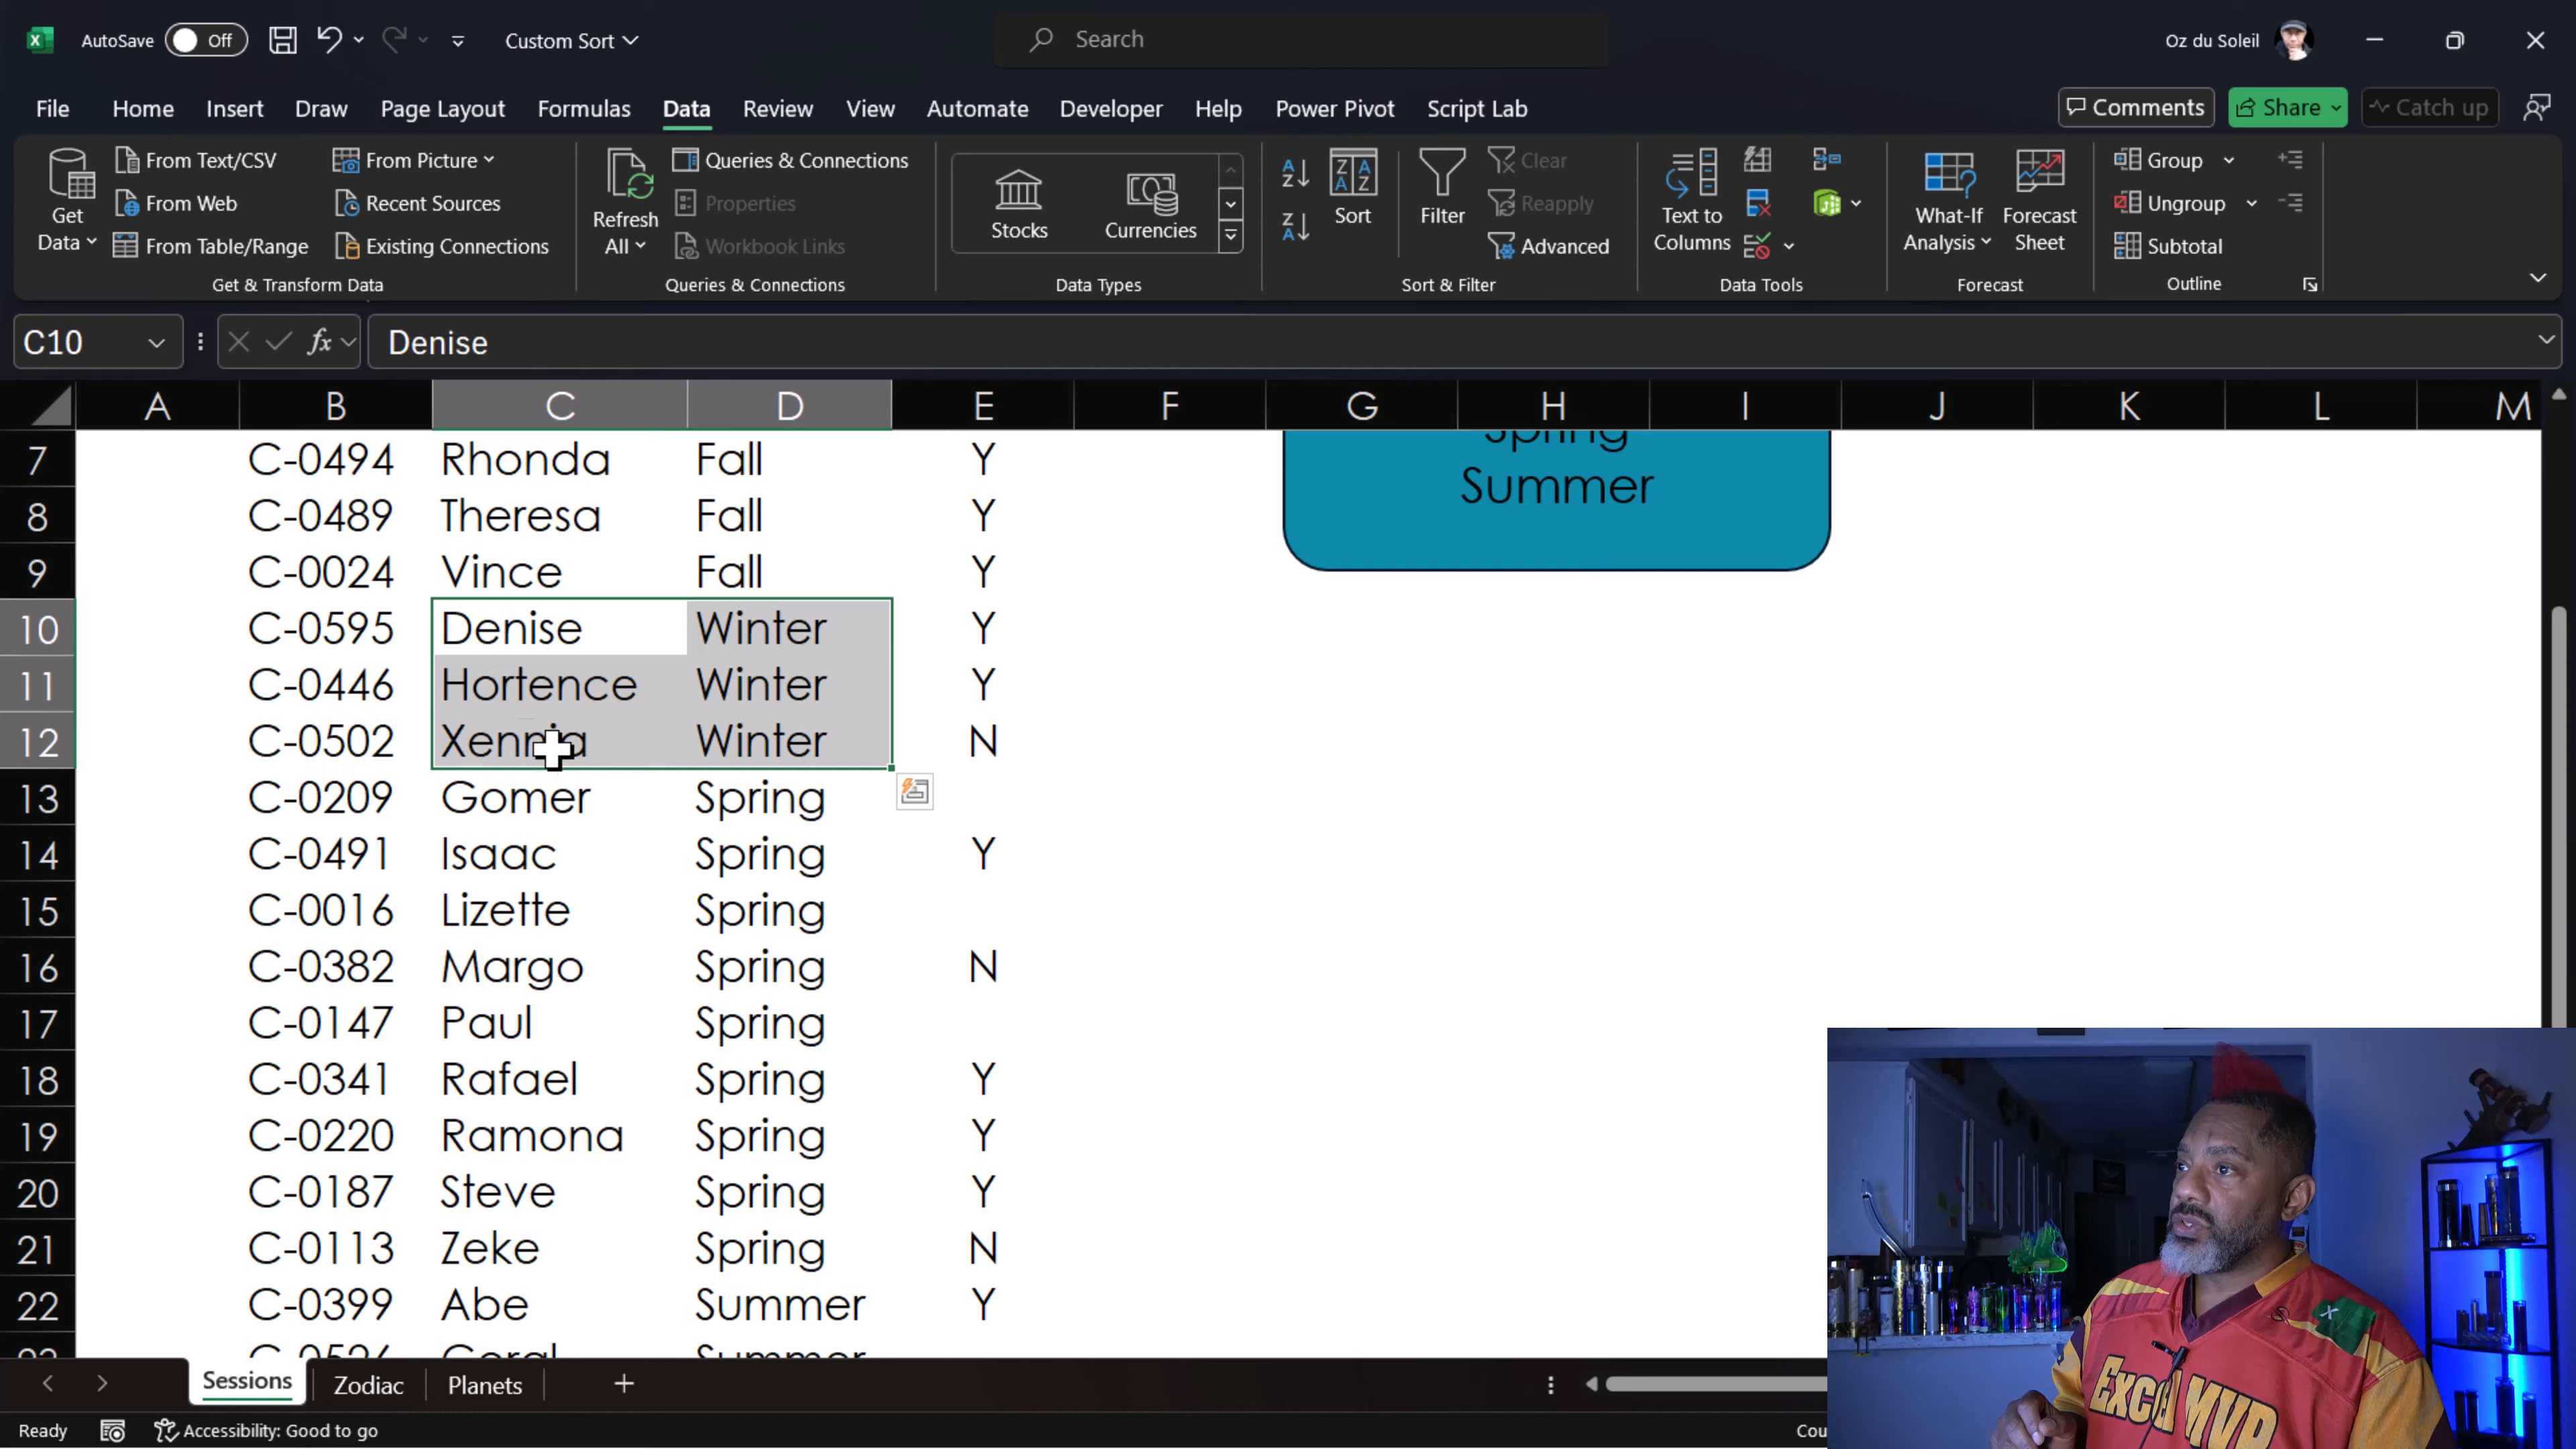 AutoSave Off Custom Sort Search Oz du Soleil
File Home Insert Draw Page Layout Formulas Data Review View Automate Developer Help Power Pivot Script Lab Comments Share Catch up
Get Data
From Text/CSV
From Web
From Table/Range
From Picture
Recent Sources
Existing Connections
Get & Transform Data
Refresh All
Queries & Connections
Properties
Workbook Links
Queries & Connections
Stocks
Currencies
Data Types
Sort
Filter
Clear
Reapply
Advanced
Sort & Filter
Text to Columns
Data Tools
What-If Analysis
Forecast Sheet
Forecast
Group
Ungroup
Subtotal
Outline
C10 fx Denise
A B C D E F G H I J K L M
7 C-0494 Rhonda Fall Y
8 C-0489 Theresa Fall Y
9 C-0024 Vince Fall Y
10 C-0595 Denise Winter Y
11 C-0446 Hortence Winter Y
12 C-0502 Xennia Winter N
13 C-0209 Gomer Spring
14 C-0491 Isaac Spring Y
15 C-0016 Lizette Spring
16 C-0382 Margo Spring N
17 C-0147 Paul Spring
18 C-0341 Rafael Spring Y
19 C-0220 Ramona Spring Y
20 C-0187 Steve Spring Y
21 C-0113 Zeke Spring N
22 C-0399 Abe Summer Y
Spring
Summer
Sessions Zodiac Planets
Ready Accessibility: Good to go
EXCEL MVP